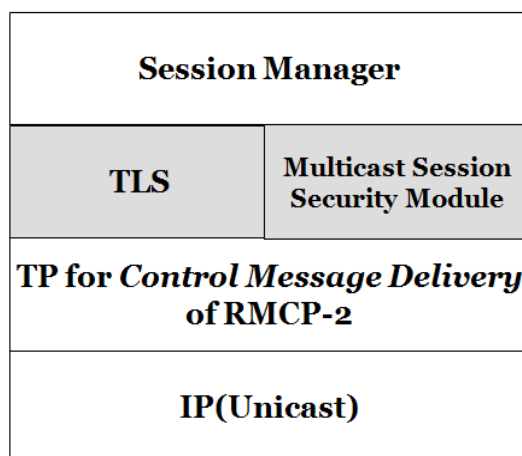 Session Manager
TLS
Multicast Session
Security Module
TP for Control Message Delivery
of RMCP-2
IP(Unicast)